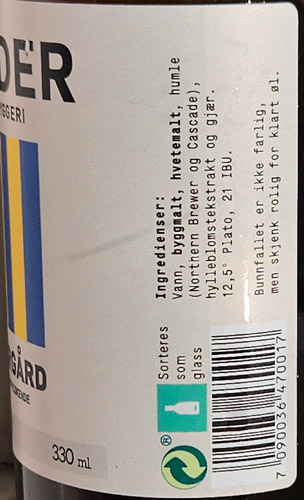 DER
GGERI
GÅRD
330 ml
Ingredienser:
Vann, byggmalt, hvetemalt, humle
(Northern Brewer og Cascade),
hylleblomstekstrakt og gjær.
12,5° Plato, 21 IBU.
Bunnfallet er ikke farlig,
men skjenk rolig for klart øl.
Sorteres
som
glass
®
7 090036 470017